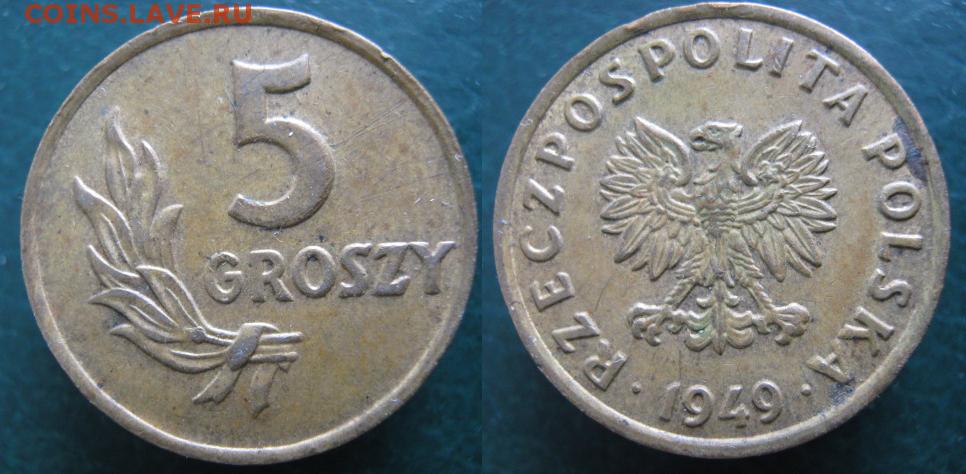 COINS.LAVE.RU
5
GROSZY
RZECZPOSPOLITA POLSKA
· 1949 ·